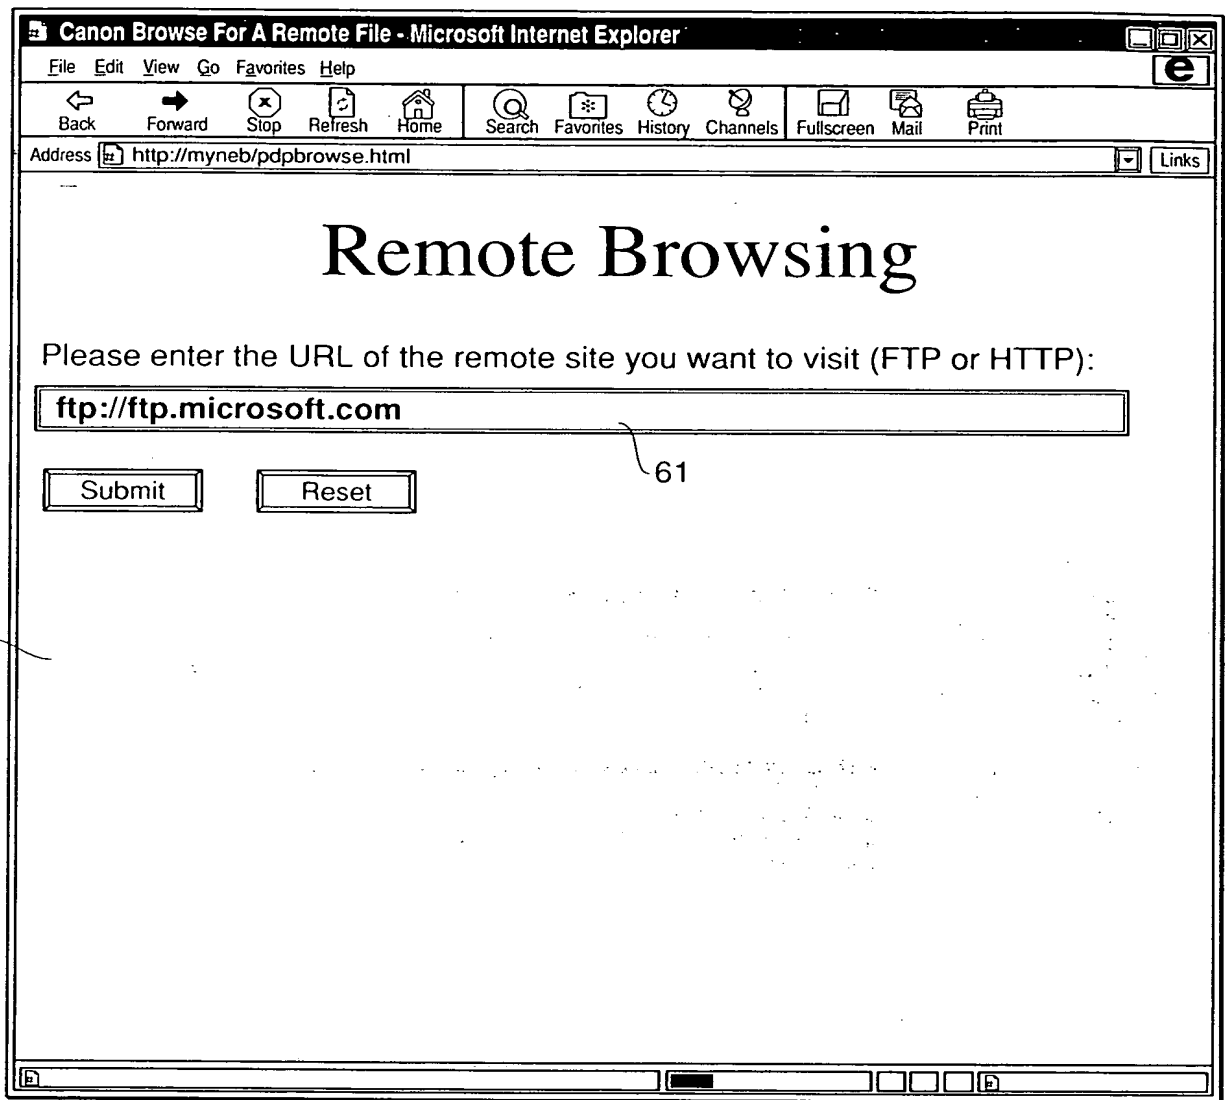 Canon Browse For A Remote File - Microsoft Internet Explorer
File Edit View Go Favorites Help
Back Forward Stop Refresh Home Search Favorites History Channels Fullscreen Mail Print
Address http://myneb/pdpbrowse.html Links
Remote Browsing
Please enter the URL of the remote site you want to visit (FTP or HTTP):
ftp://ftp.microsoft.com
61
Submit Reset